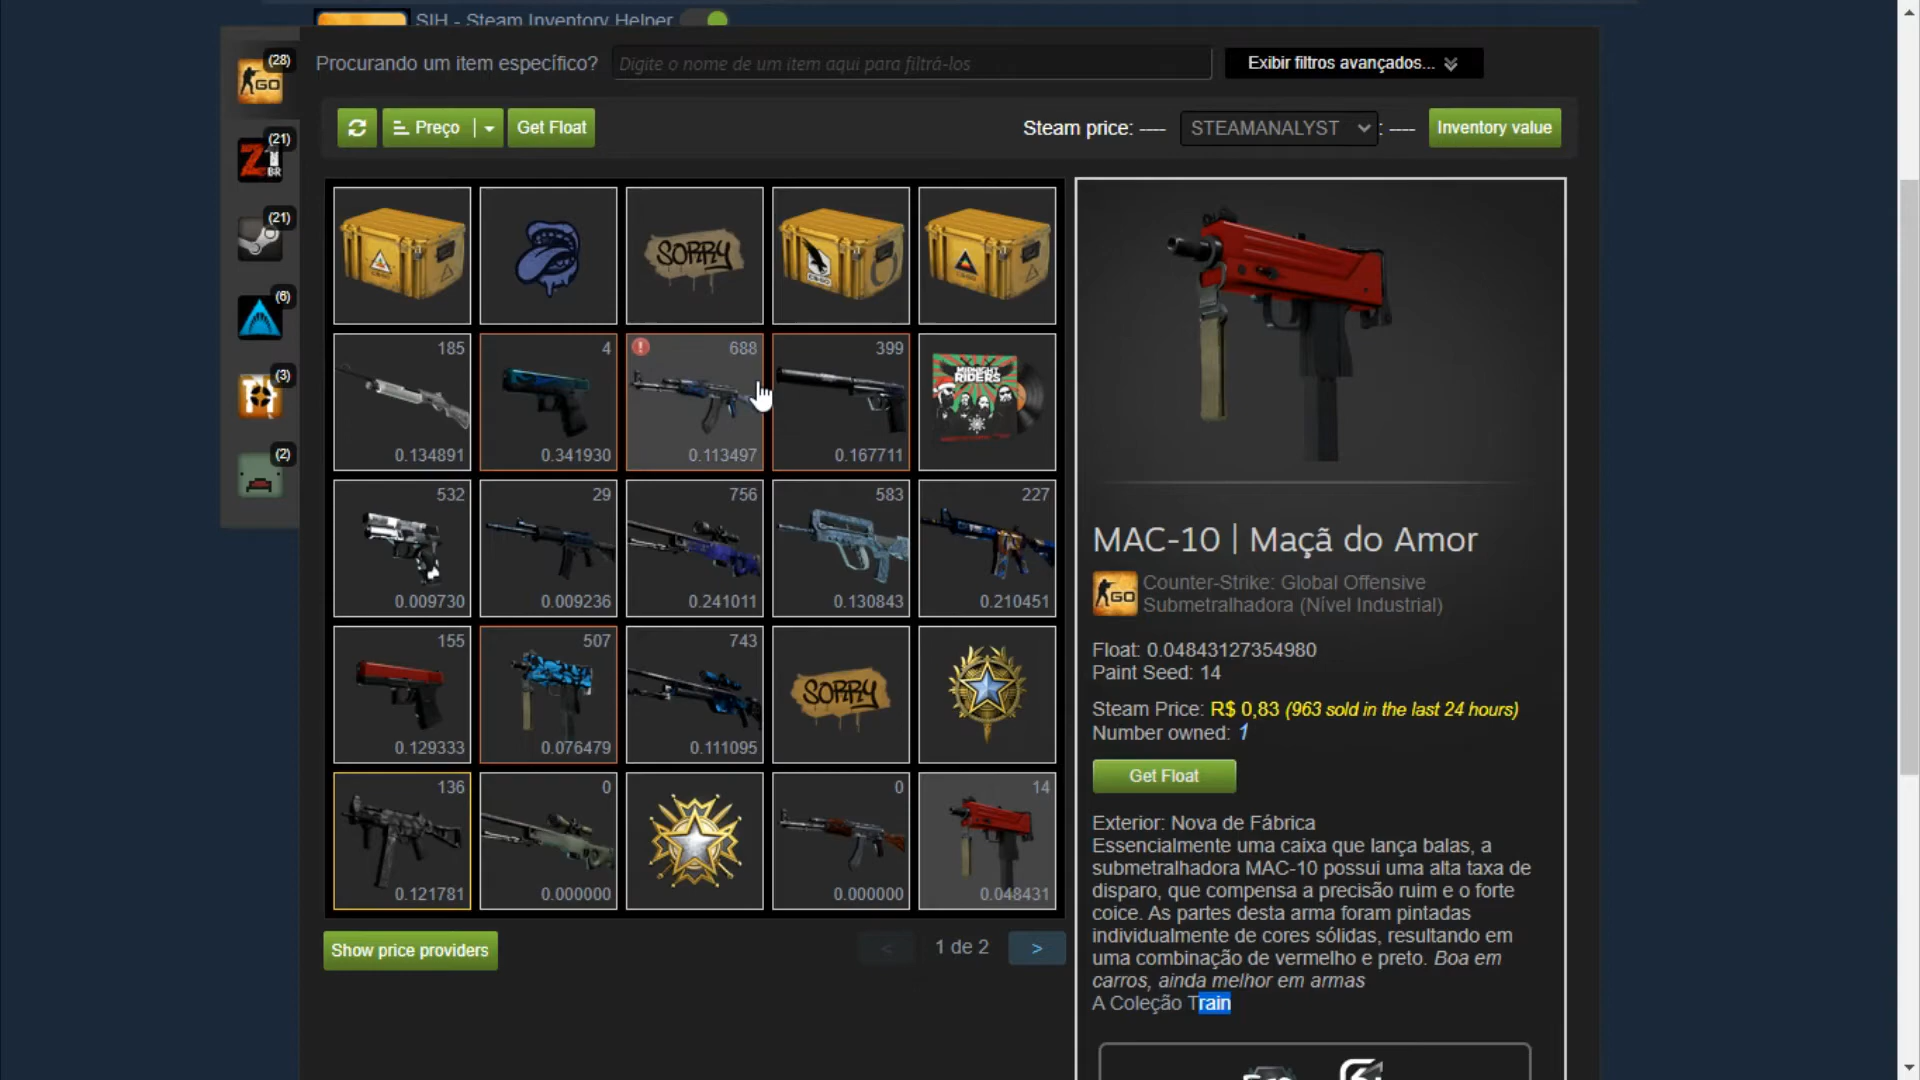 SIH - Steam Inventory Helper
(28)
GO
Procurando um item específico?
Digite o nome de um item aqui para filtrá-los
Exibir filtros avançados...
(21)
Z1
BR
Preço
Get Float
Steam price: ----
STEAMANALYST
: ----
Inventory value
(21)
(6)
(3)
(2)
SORRY
185
4
688
399
MIDNIGHT
RIDERS
0.134891
0.341930
0.113497
0.167711
532
29
756
583
227
0.009730
0.009236
0.241011
0.130843
0.210451
155
507
743
SORRY
0.129333
0.076479
0.111095
136
0
0
14
0.121781
0.000000
0.000000
0.048431
Show price providers
<
1 de 2
>
MAC-10 | Maçã do Amor
GO
Counter-Strike: Global Offensive
Submetralhadora (Nível Industrial)
Float: 0.04843127354980
Paint Seed: 14
Steam Price: R$ 0,83 (963 sold in the last 24 hours)
Number owned: 1
Get Float
Exterior: Nova de Fábrica
Essencialmente uma caixa que lança balas, a
submetralhadora MAC-10 possui uma alta taxa de
disparo, que compensa a precisão ruim e o forte
coice. As partes desta arma foram pintadas
individualmente de cores sólidas, resultando em
uma combinação de vermelho e preto. Boa em
carros, ainda melhor em armas
A Coleção Train